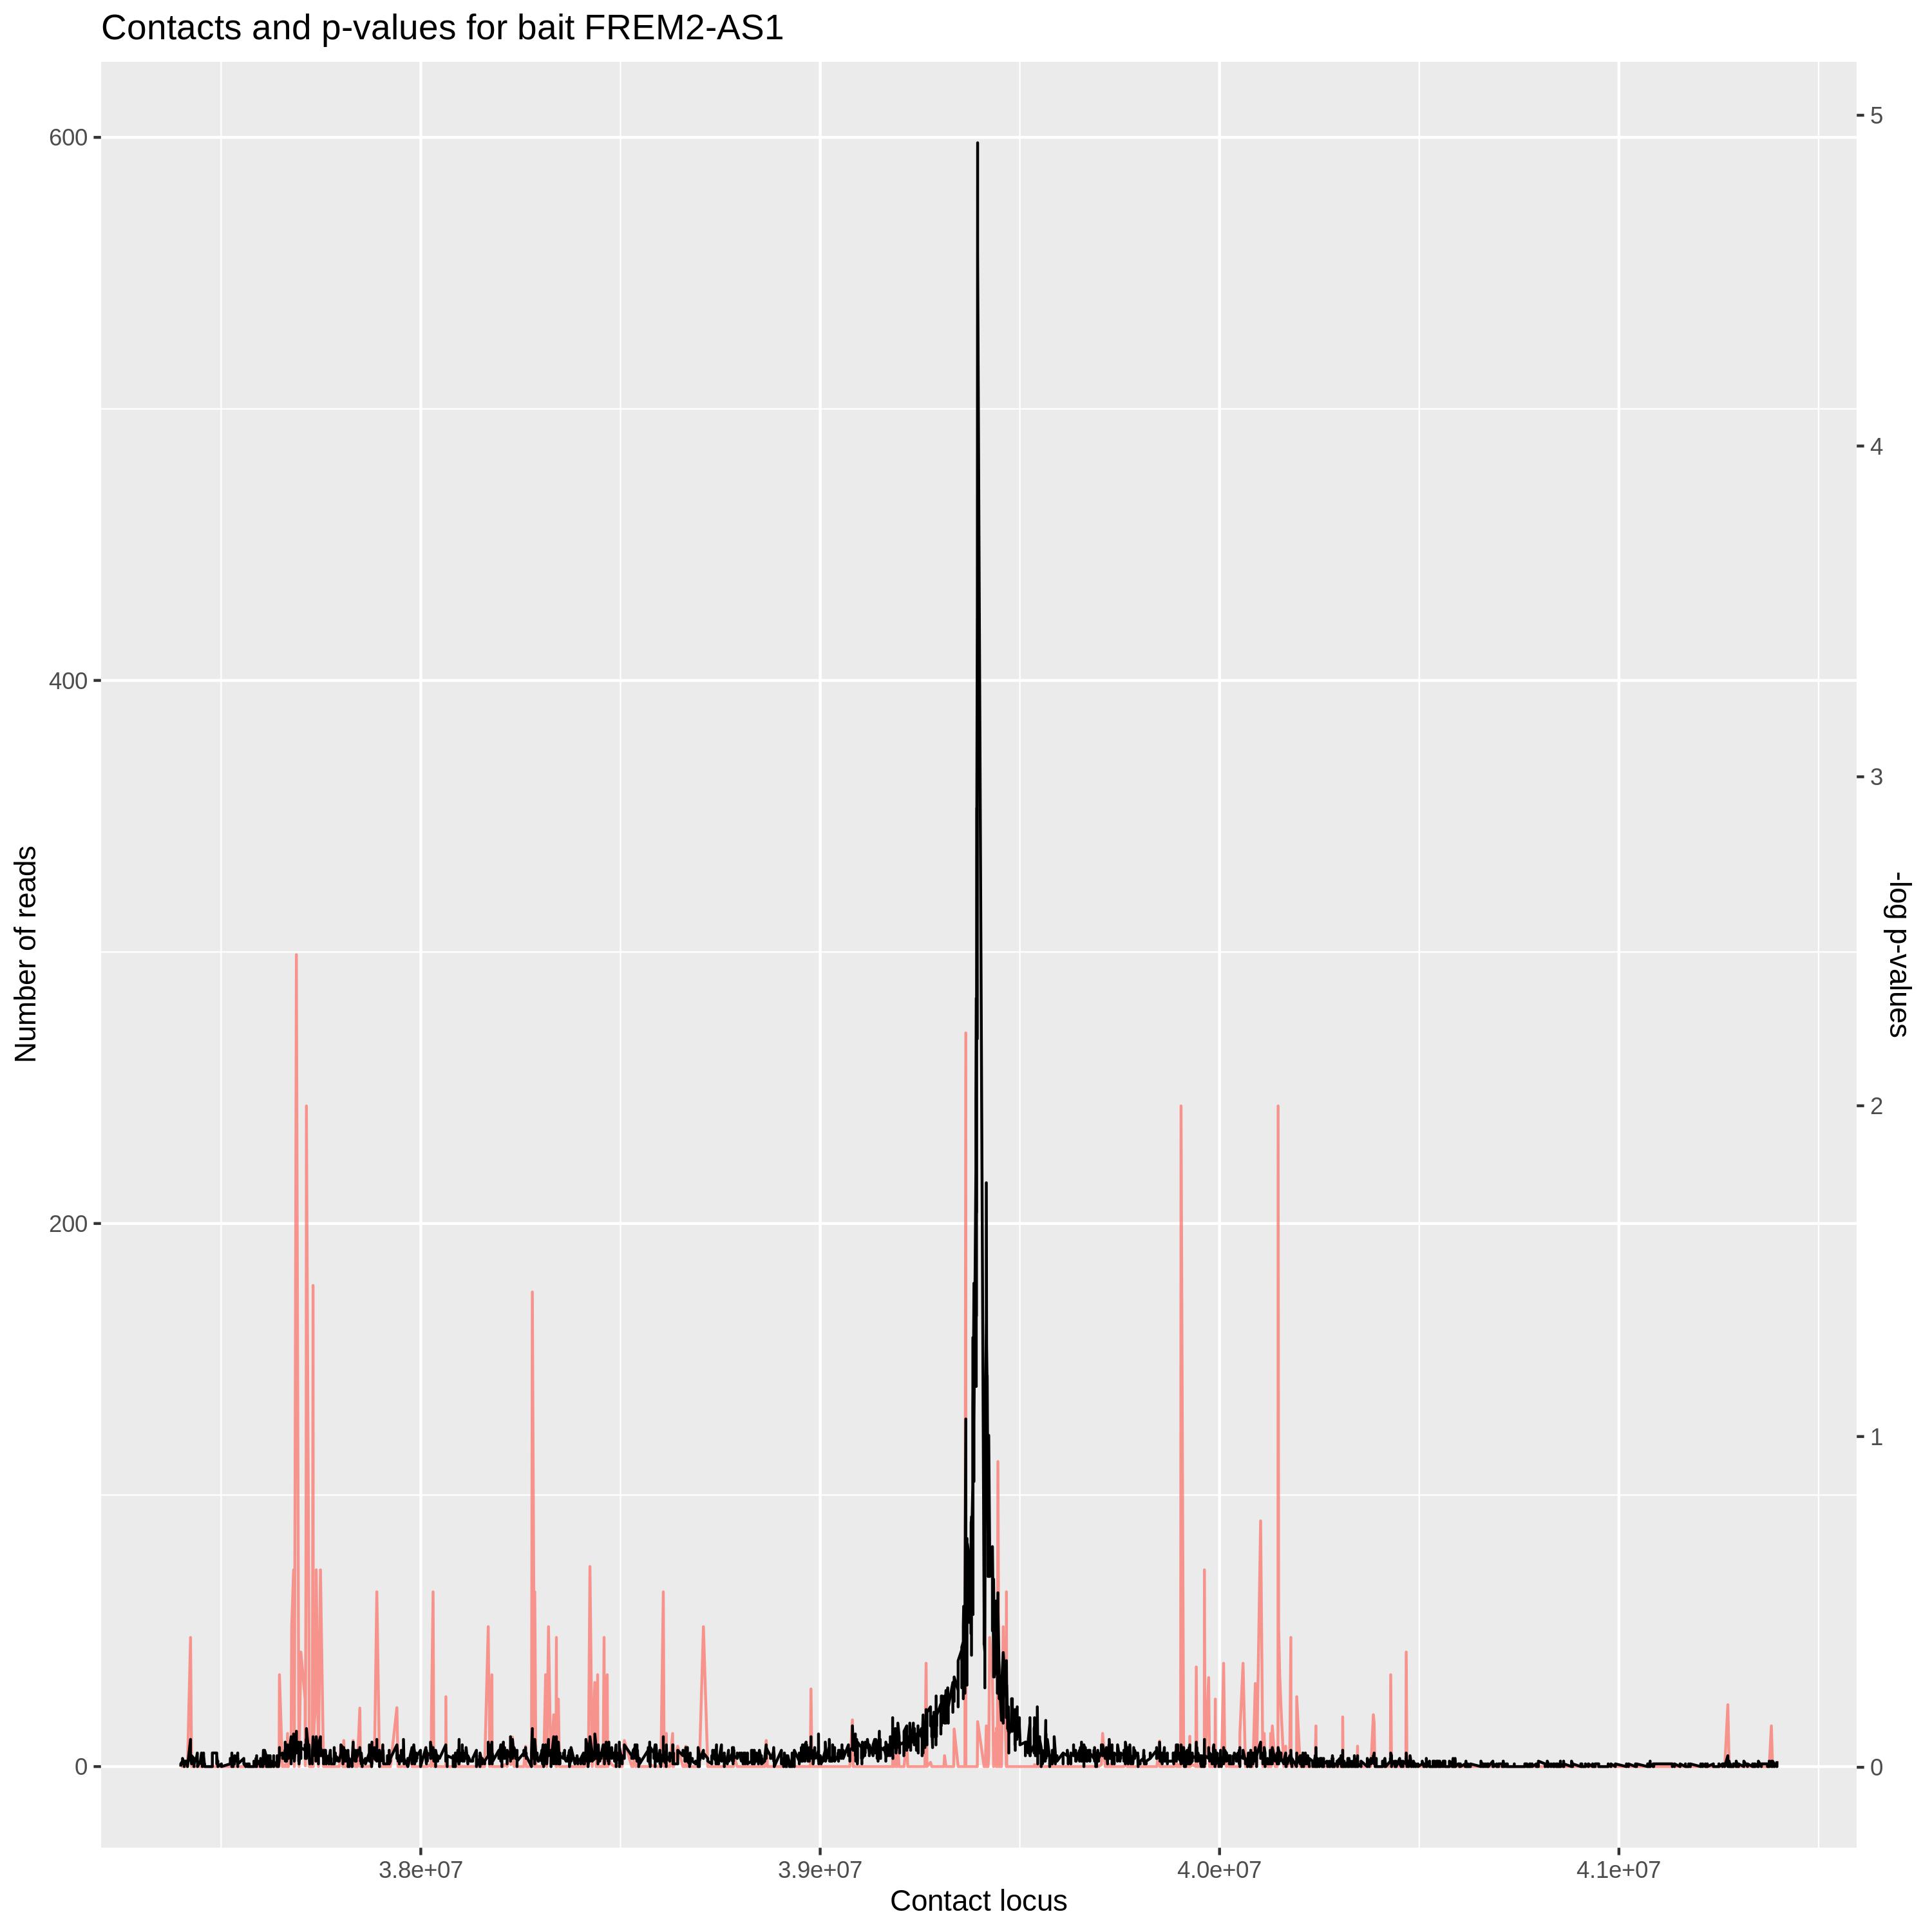 Contacts and p-values for bait FREM2-AS1
600
400
200
0
Number of reads
5
4
3
2
1
0
-log p-values
3.8e+07
3.9e+07
4.0e+07
4.1e+07
Contact locus